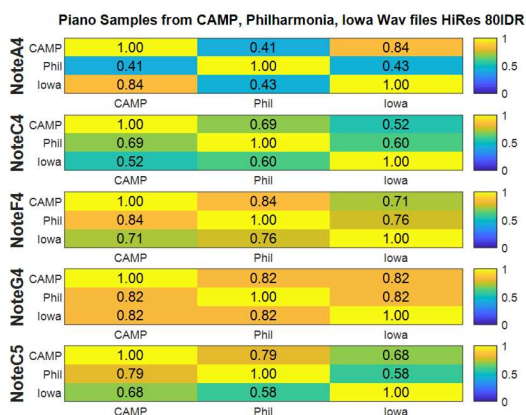 Piano Samples from CAMP, Philharmonia, Iowa Wav files HiRes 80IDR
NoteA4
CAMP 1.00 0.41 0.84 1
Phil 0.41 1.00 0.43 0.5
Iowa 0.84 0.43 1.00 0
CAMP Phil Iowa
NoteC4
CAMP 1.00 0.69 0.52 1
Phil 0.69 1.00 0.60 0.5
Iowa 0.52 0.60 1.00 0
CAMP Phil Iowa
NoteF4
CAMP 1.00 0.84 0.71 1
Phil 0.84 1.00 0.76 0.5
Iowa 0.71 0.76 1.00 0
CAMP Phil Iowa
NoteG4
CAMP 1.00 0.82 0.82 1
Phil 0.82 1.00 0.82 0.5
Iowa 0.82 0.82 1.00 0
CAMP Phil Iowa
NoteC5
CAMP 1.00 0.79 0.68 1
Phil 0.79 1.00 0.58 0.5
Iowa 0.68 0.58 1.00 0
CAMP Phil Iowa